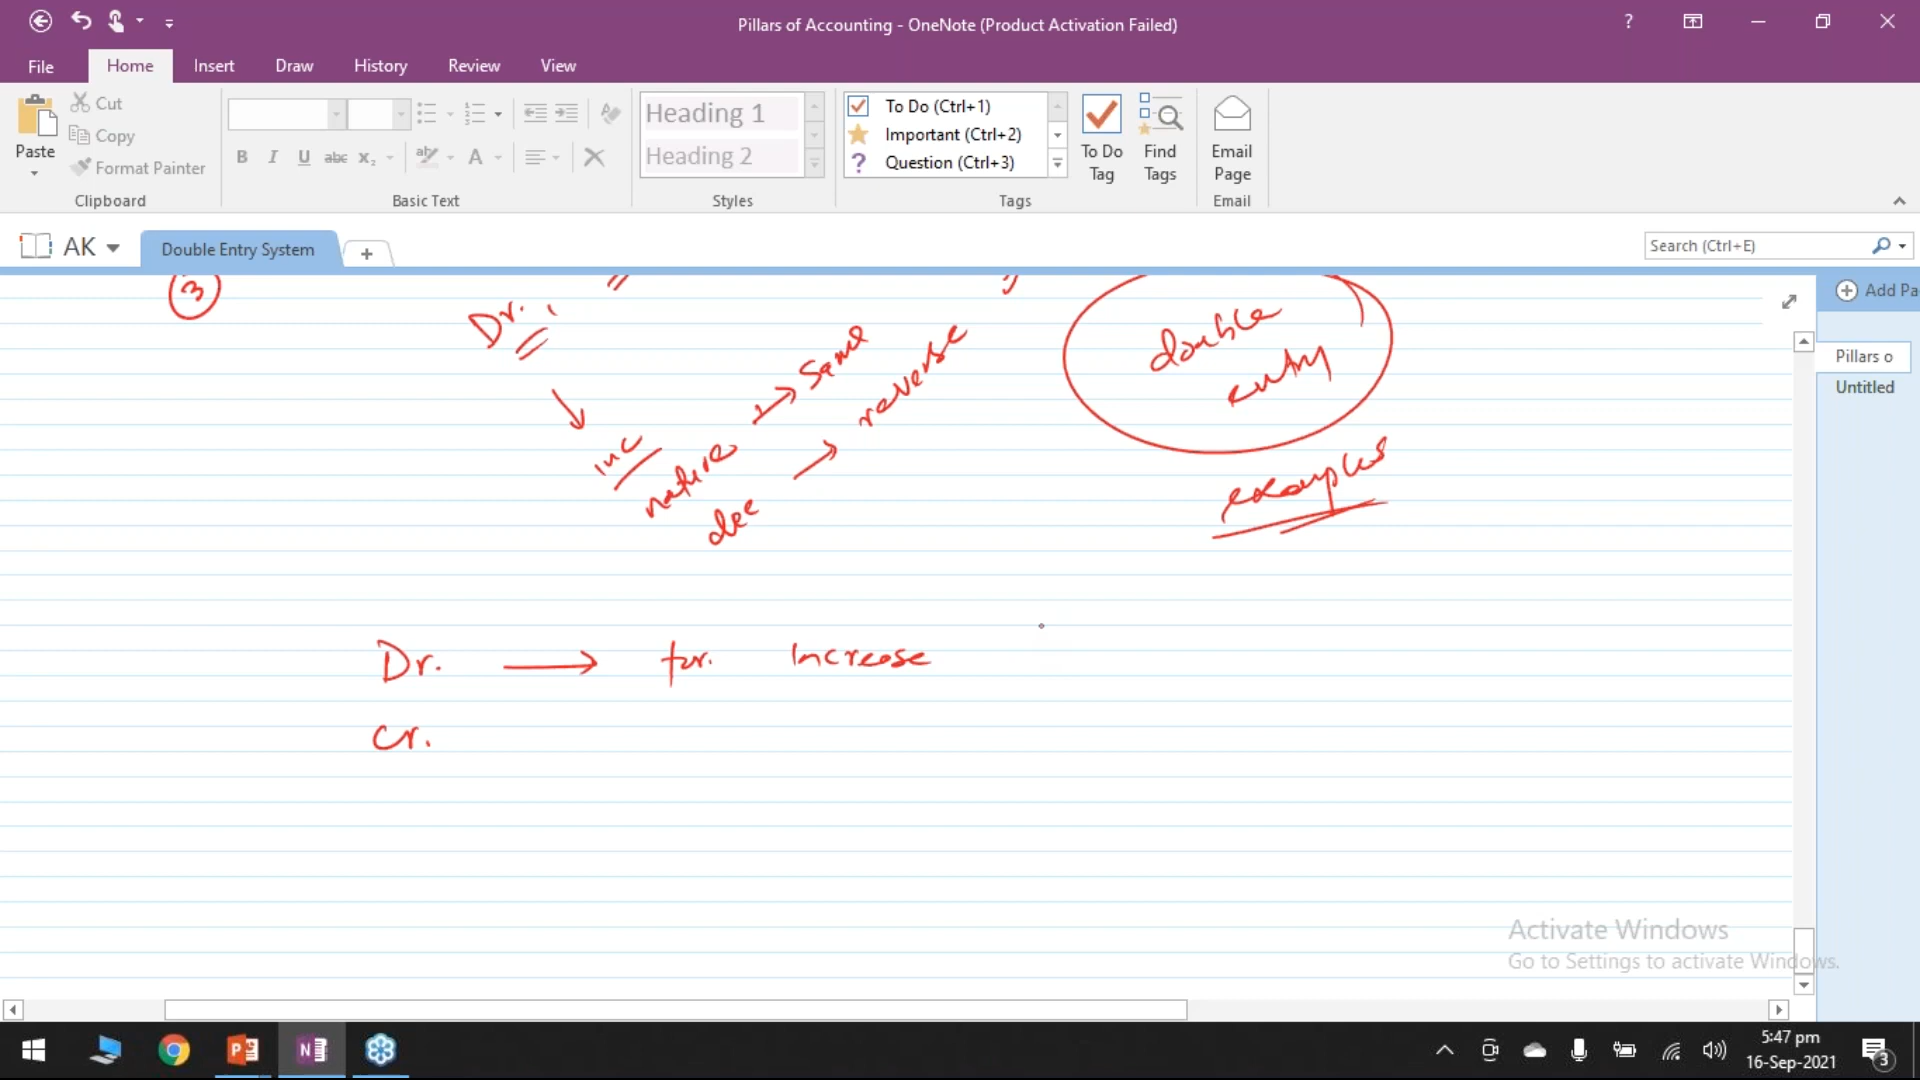 Pillars of Accounting - OneNote (Product Activation Failed)
?
File Home Insert Draw History Review View
Paste
Cut
Copy
Format Painter
Clipboard
B I U abc x₂ A
Basic Text
Heading 1
Heading 2
Styles
To Do (Ctrl+1)
Important (Ctrl+2)
? Question (Ctrl+3)
Tags
To Do
Tag
Find
Tags
Email
Page
Email
AK
Double Entry System
+
Search (Ctrl+E)
Add Pa
Pillars o
Untitled
3
Dr.
inc
nature → same
dec → reverse
double
entry
examples
Dr. → for. Increase
Cr.
Activate Windows
Go to Settings to activate Windows.
5:47 pm
16-Sep-2021
3